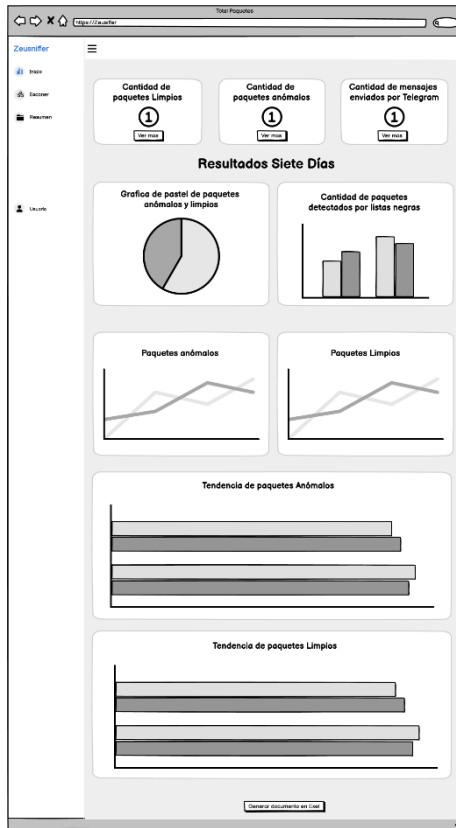 Total Paquetes
https://Zeusnifer
Zeusniffer
Inicio
Escaner
Resumen
Usuario
Cantidad de
paquetes Limpios
1
Ver mas
Cantidad de
paquetes anómalos
1
Ver mas
Cantidad de mensajes
enviados por Telegram
1
Ver mas
Resultados Siete Días
Grafica de pastel de paquetes
anómalos y limpios
Cantidad de paquetes
detectados por listas negras
Paquetes anómalos
Paquetes Limpios
Tendencia de paquetes Anómalos
Tendencia de paquetes Limpios
Generar documento en Exel